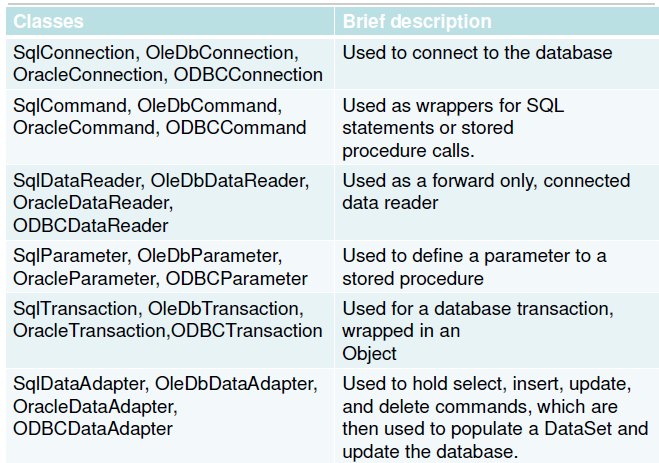 Classes
Brief description
SqlConnection, OleDbConnection,
OracleConnection, ODBCConnection
Used to connect to the database
SqlCommand, OleDbCommand,
OracleCommand, ODBCCommand
Used as wrappers for SQL
statements or stored
procedure calls.
SqlDataReader, OleDbDataReader,
OracleDataReader,
ODBCDataReader
Used as a forward only, connected
data reader
SqlParameter, OleDbParameter,
OracleParameter, ODBCParameter
Used to define a parameter to a
stored procedure
SqlTransaction, OleDbTransaction,
OracleTransaction,ODBCTransaction
Used for a database transaction,
wrapped in an
Object
SqlDataAdapter, OleDbDataAdapter,
OracleDataAdapter,
ODBCDataAdapter
Used to hold select, insert, update,
and delete commands, which are
then used to populate a DataSet and
update the database.